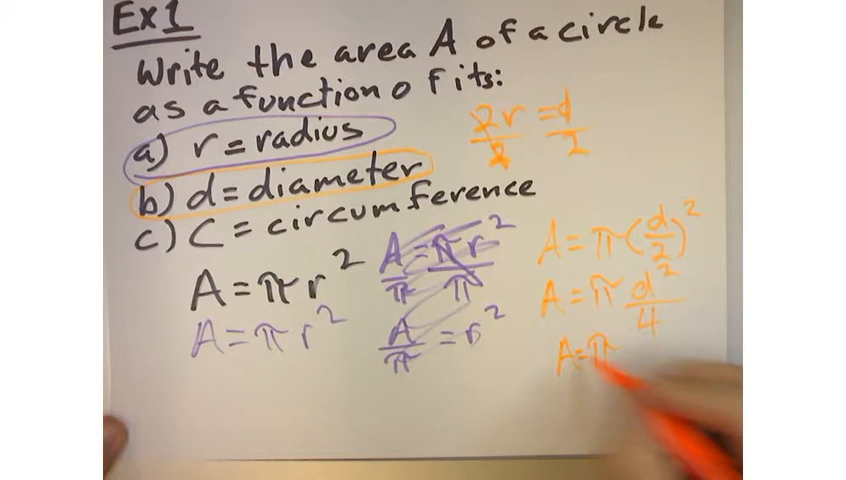 Ex1
Write the area A of a circle
as a function of its:
a) r = radius
b) d = diameter
c) C = circumference
2r/2 = d/2
A = πr²
A = πr²
A/π = πr²/π
A/π = r²
A = π(d/2)²
A = π d²/4
A = π